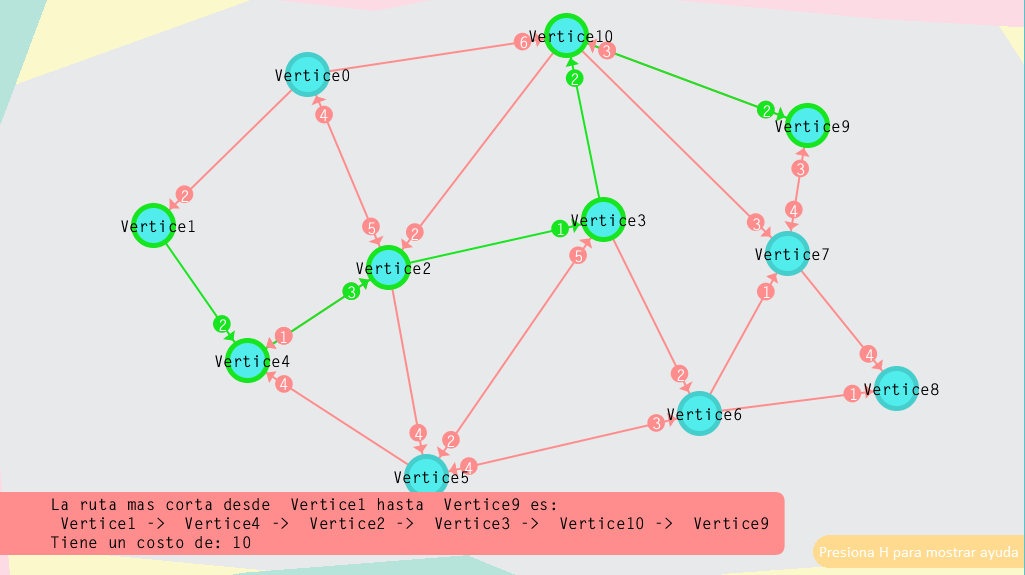 Vertice10
6
3
Vertice0
2
4
2
Vertice9
3
2
Vertice1
5
2
1
Vertice3
4
3
Vertice7
Vertice2
5
3
1
2
1
Vertice4
4
2
4
3
1
Vertice8
Vertice6
4
2
4
Vertice5
La ruta mas corta desde Vertice1 hasta Vertice9 es:
Vertice1 -> Vertice4 -> Vertice2 -> Vertice3 -> Vertice10 -> Vertice9
Tiene un costo de: 10
Presiona H para mostrar ayuda